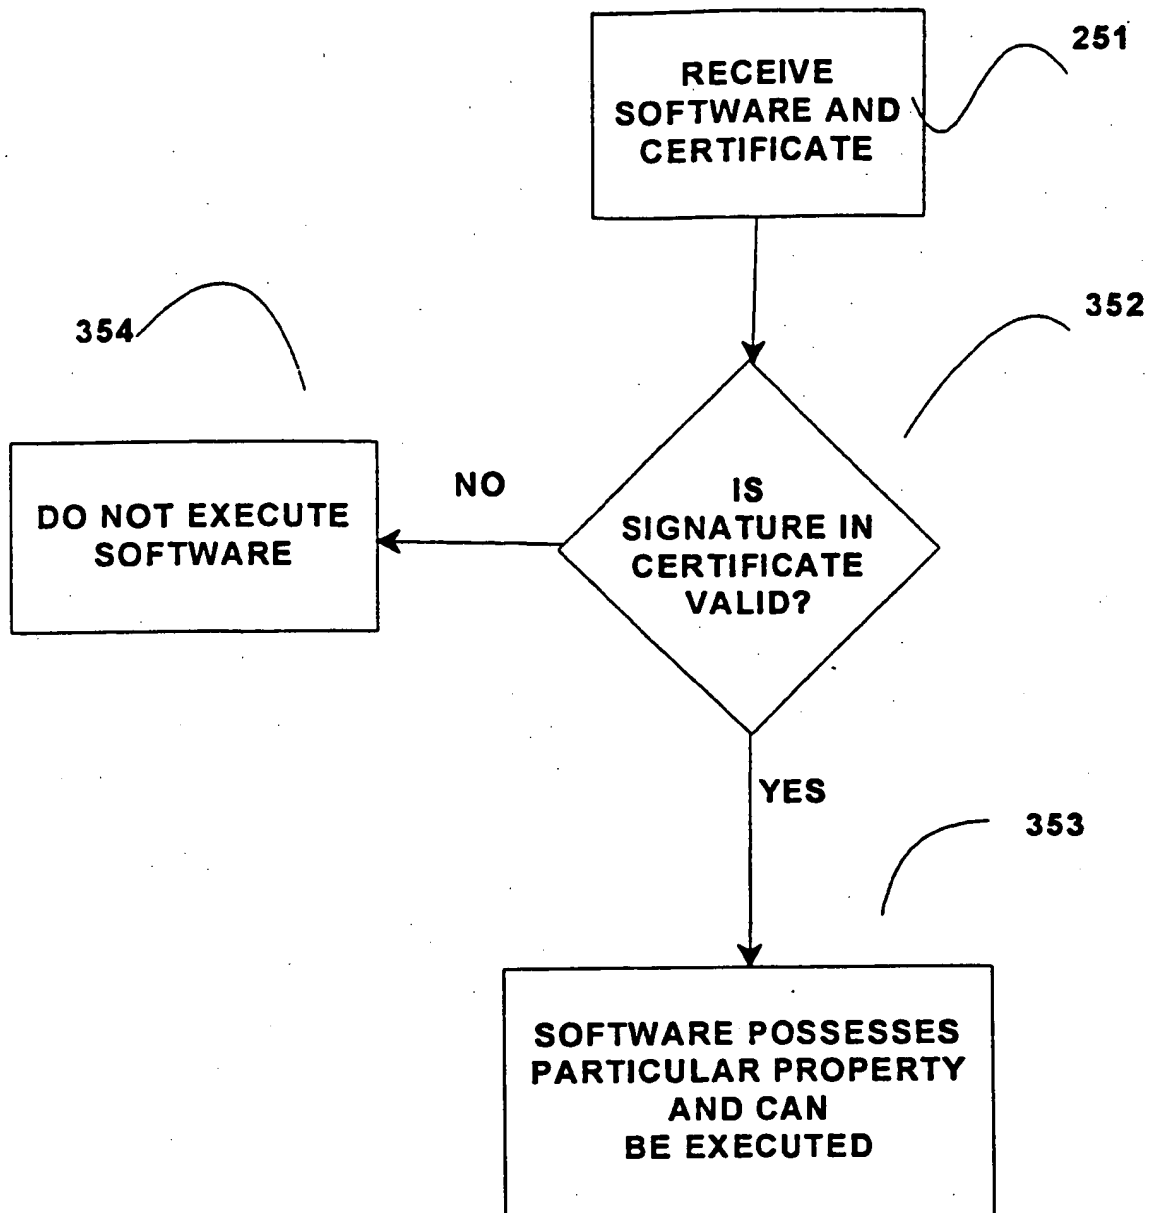 251
RECEIVE
SOFTWARE AND
CERTIFICATE
352
354
NO
IS
SIGNATURE IN
CERTIFICATE
VALID?
DO NOT EXECUTE
SOFTWARE
YES
353
SOFTWARE POSSESSES
PARTICULAR PROPERTY
AND CAN
BE EXECUTED